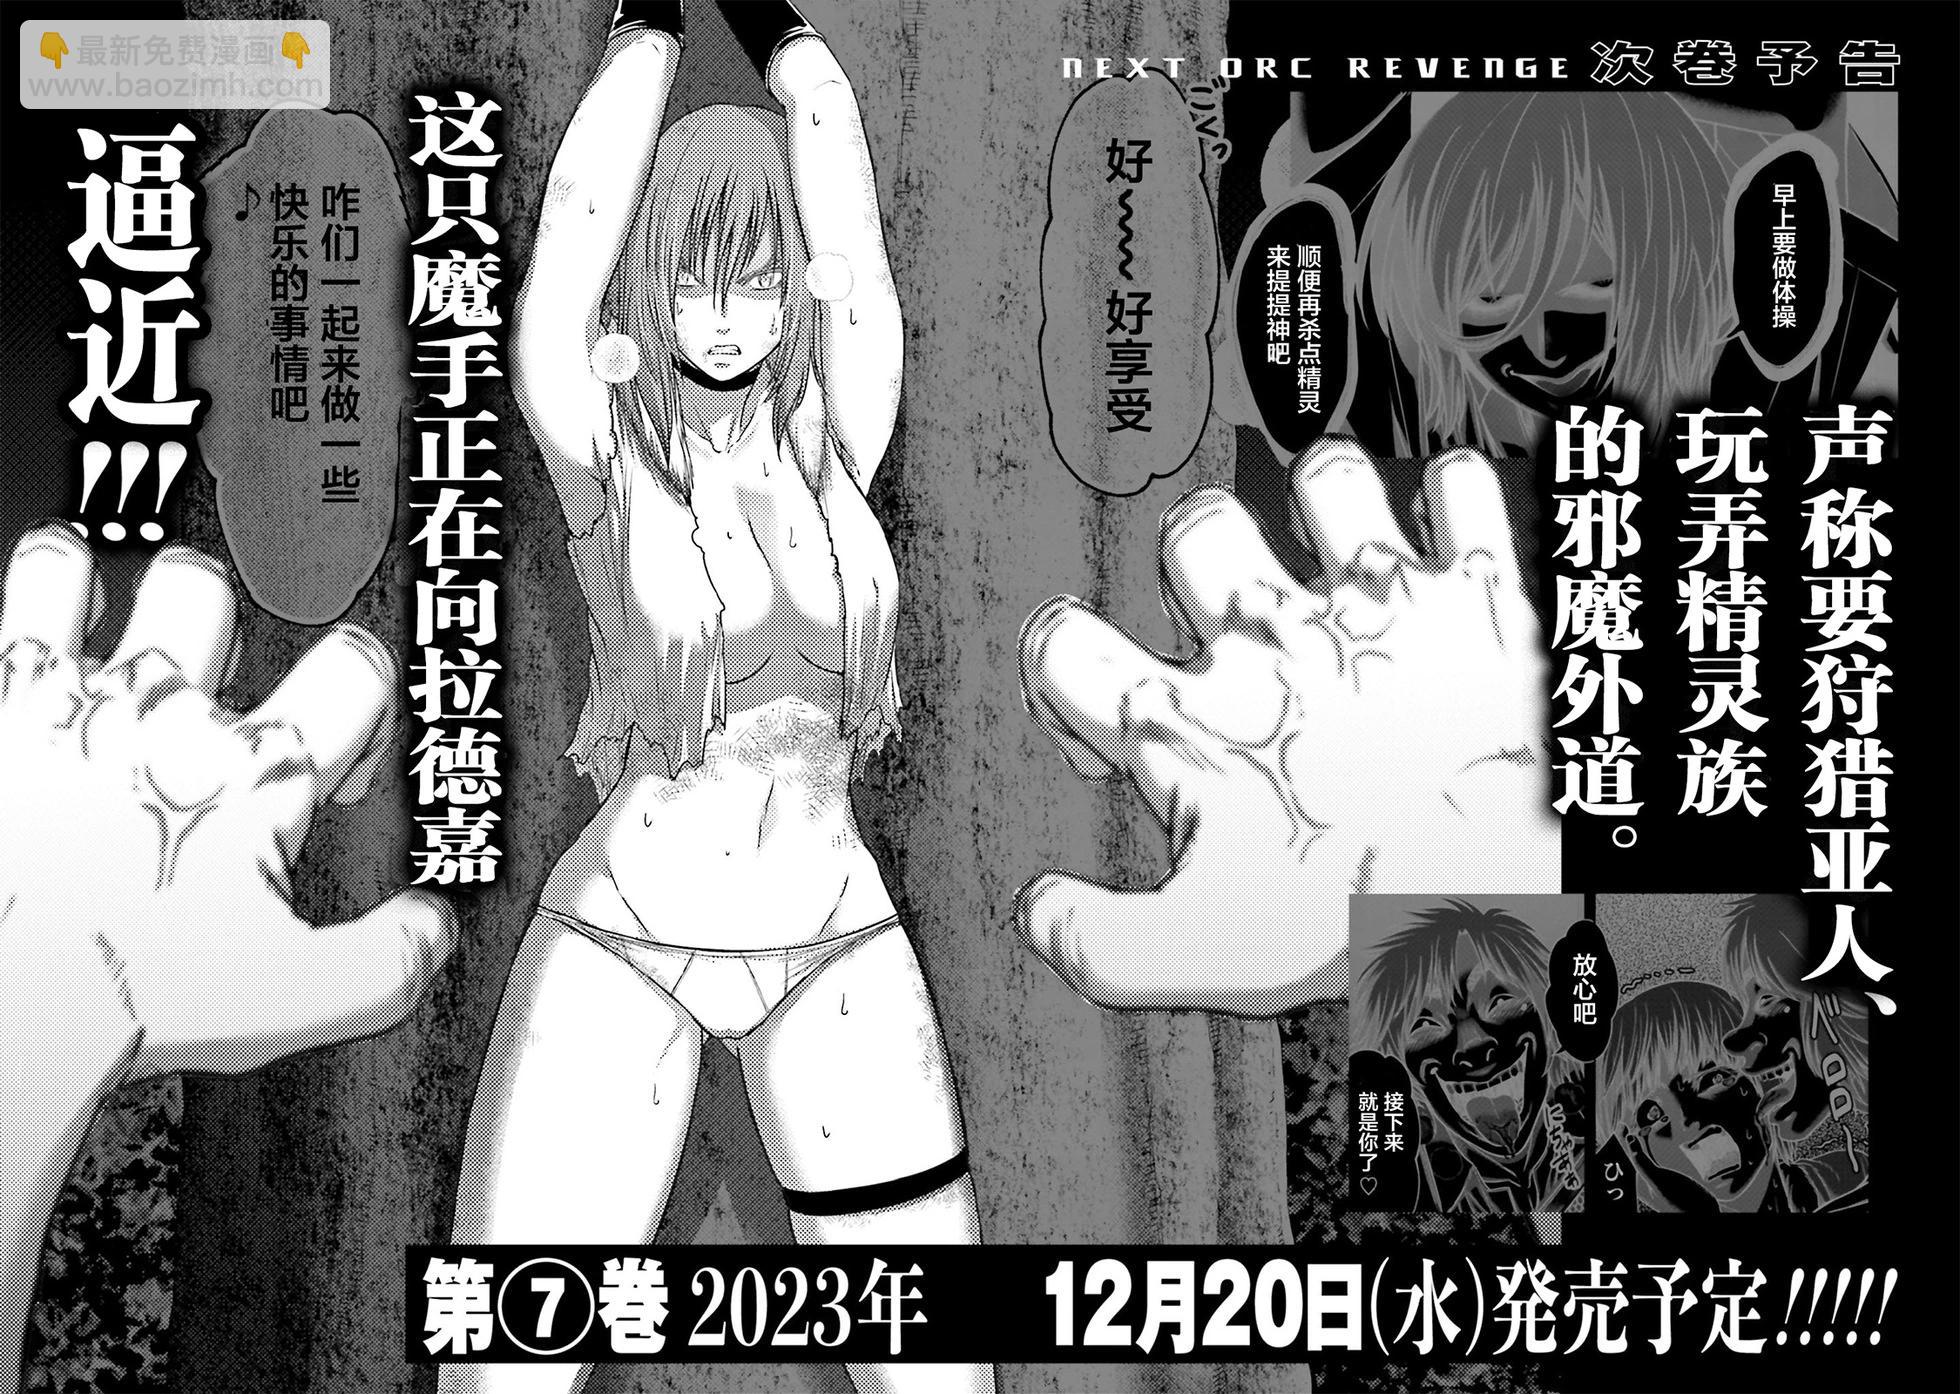 最新免费漫画
www.baozimh.com
NEXT ORC REVENGE 次巻予告
早上要做体操
顺便再杀点精灵
来提提神吧
声称要狩猎亚人、
玩弄精灵族
的邪魔外道。
ごくっ
好~~~好享受
放心吧
接下来
就是你了♡
ひっ
这只魔手正在向拉德嘉
咋们一起来做一些
快乐的事情吧
♪
逼近!!!
第⑦巻 2023年 12月20日(水)発売予定!!!!!